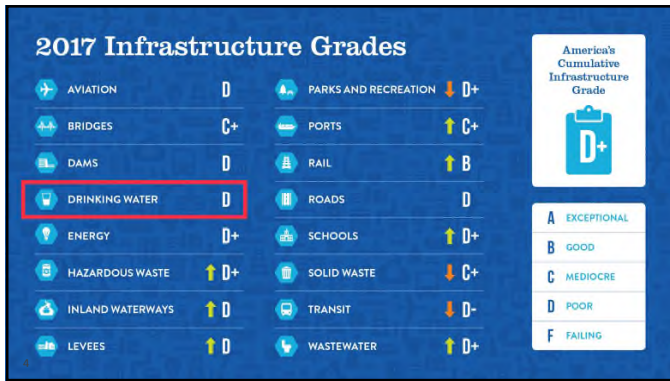 2017 Infrastructure Grades
AVIATION D
BRIDGES C+
DAMS D
DRINKING WATER D
ENERGY D+
HAZARDOUS WASTE D+
INLAND WATERWAYS D
LEVEES D
PARKS AND RECREATION D+
PORTS C+
RAIL B
ROADS D
SCHOOLS D+
SOLID WASTE C+
TRANSIT D-
WASTEWATER D+
America's
Cumulative
Infrastructure
Grade
D+
A EXCEPTIONAL
B GOOD
C MEDIOCRE
D POOR
F FAILING